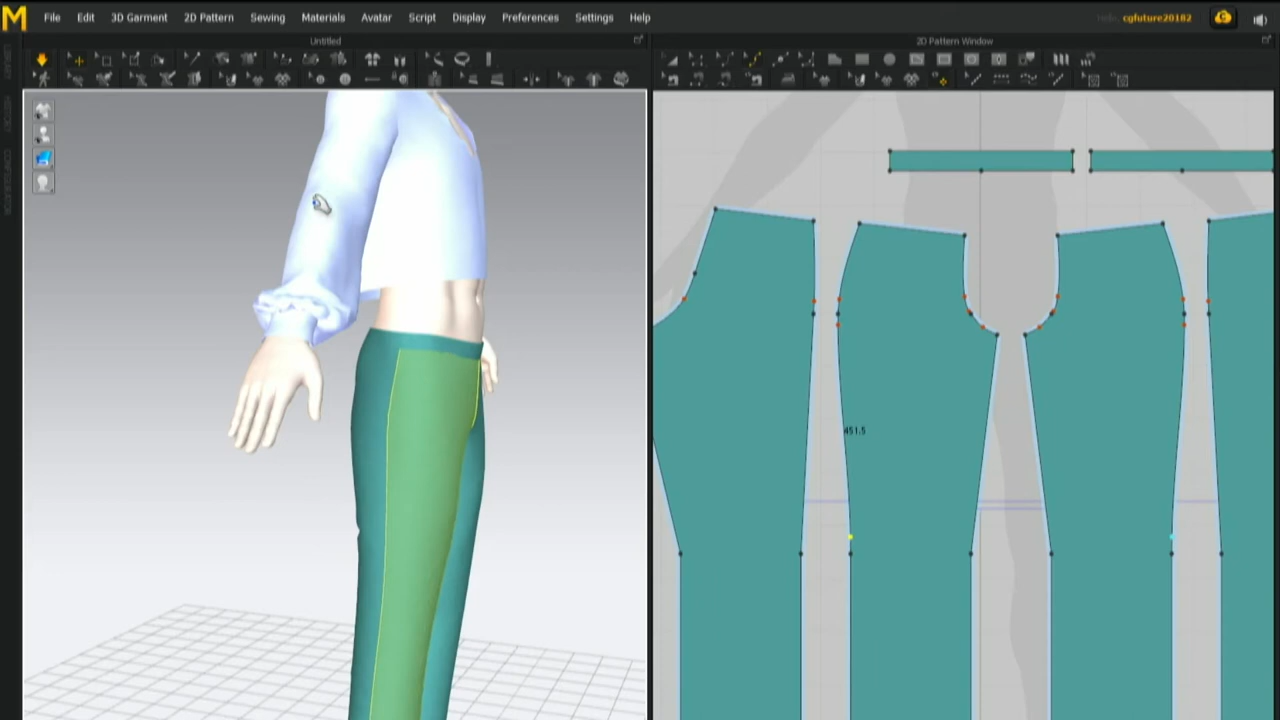 M File Edit 3D Garment 2D Pattern Sewing Materials Avatar Script Display Preferences Settings Help cgfuture20182
Untitled
2D Pattern Window
451.5